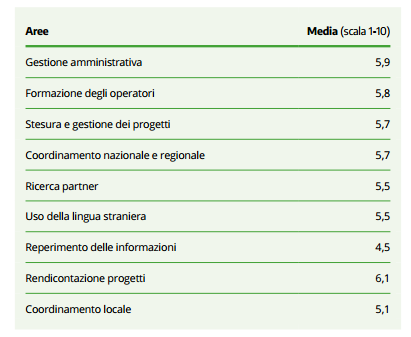 Aree Media (scala 1-10)
Gestione amministrativa 5,9
Formazione degli operatori 5,8
Stesura e gestione dei progetti 5,7
Coordinamento nazionale e regionale 5,7
Ricerca partner 5,5
Uso della lingua straniera 5,5
Reperimento delle informazioni 4,5
Rendicontazione progetti 6,1
Coordinamento locale 5,1